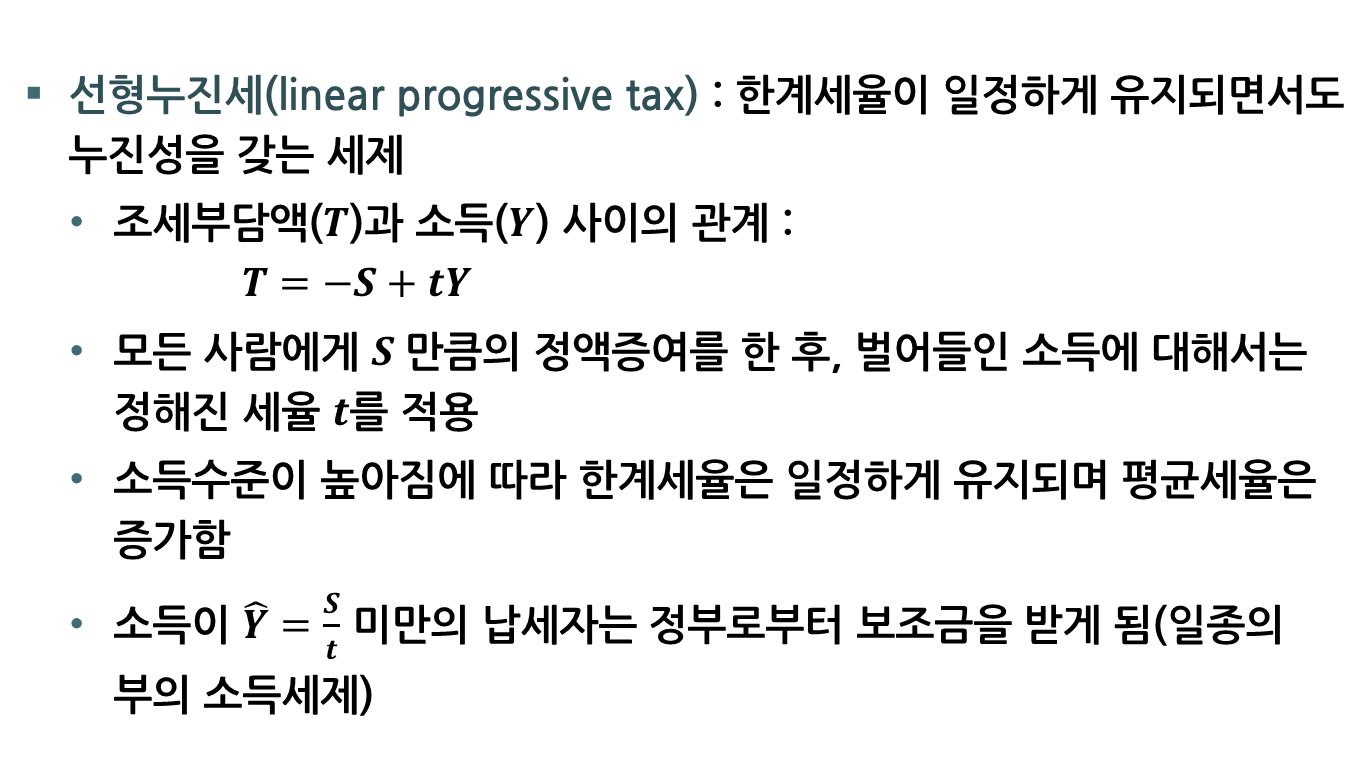 ▪ 선형누진세(linear progressive tax) : 한계세율이 일정하게 유지되면서도
누진성을 갖는 세제
• 조세부담액(T)과 소득(Y) 사이의 관계 :
T = −S + tY
• 모든 사람에게 S 만큼의 정액증여를 한 후, 벌어들인 소득에 대해서는
정해진 세율 t를 적용
• 소득수준이 높아짐에 따라 한계세율은 일정하게 유지되며 평균세율은
증가함
• 소득이 Ŷ = S/t 미만의 납세자는 정부로부터 보조금을 받게 됨(일종의
부의 소득세제)